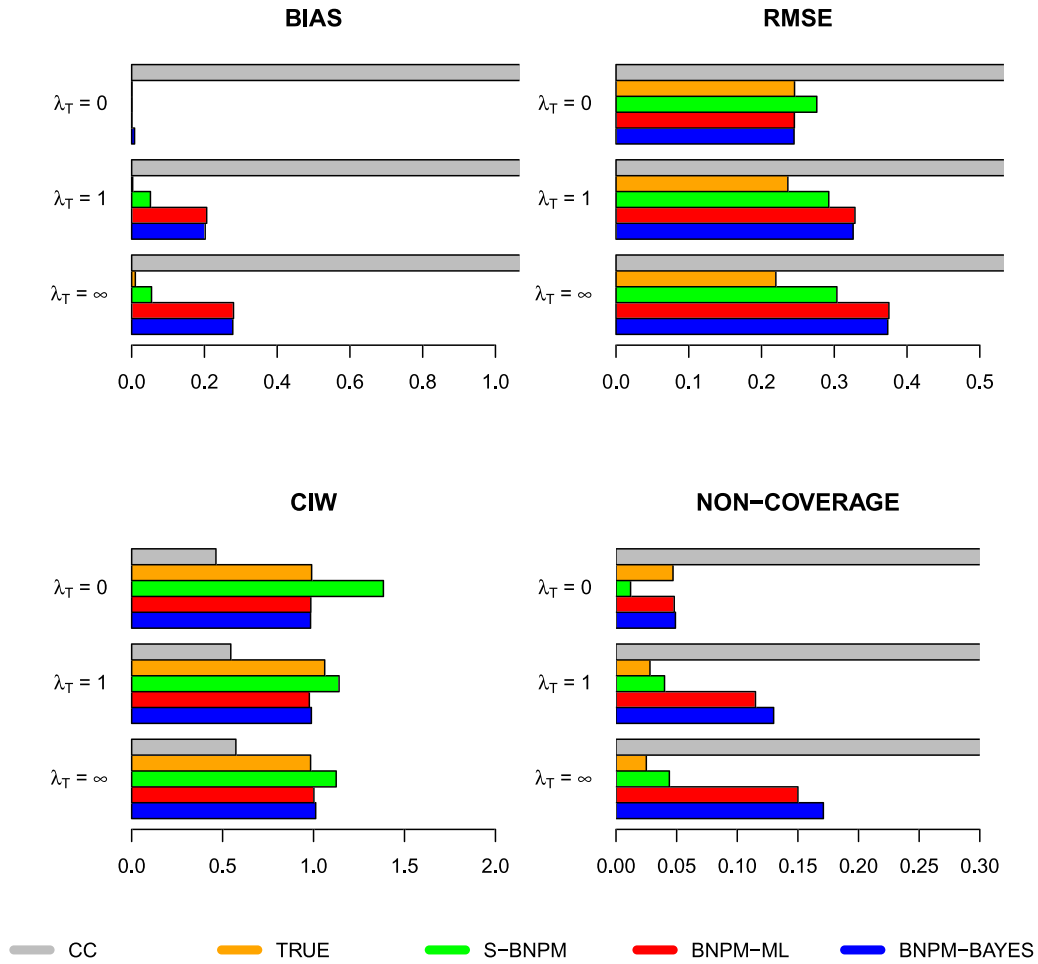 BIAS
λT = 0
λT = 1
λT = ∞
0.0 0.2 0.4 0.6 0.8 1.0
RMSE
λT = 0
λT = 1
λT = ∞
0.0 0.1 0.2 0.3 0.4 0.5
CIW
λT = 0
λT = 1
λT = ∞
0.0 0.5 1.0 1.5 2.0
NON−COVERAGE
λT = 0
λT = 1
λT = ∞
0.00 0.05 0.10 0.15 0.20 0.25 0.30
CC TRUE S−BNPM BNPM−ML BNPM−BAYES